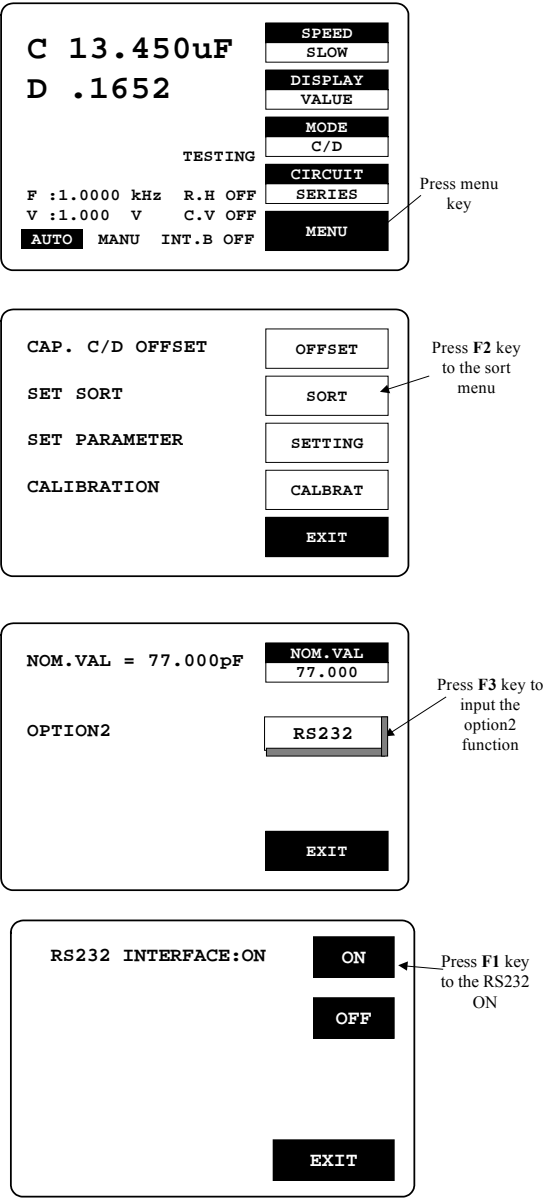 C 13.450uF
D .1652
TESTING
F :1.0000 kHz R.H OFF
V :1.000 V C.V OFF
AUTO MANU INT.B OFF
SPEED
SLOW
DISPLAY
VALUE
MODE
C/D
CIRCUIT
SERIES
MENU
Press menu
key
CAP. C/D OFFSET
OFFSET
SET SORT
SORT
SET PARAMETER
SETTING
CALIBRATION
CALBRAT
EXIT
Press F2 key
to the sort
menu
NOM.VAL = 77.000pF
NOM.VAL
77.000
OPTION2
RS232
EXIT
Press F3 key to
input the
option2
function
RS232 INTERFACE:ON
ON
OFF
EXIT
Press F1 key
to the RS232
ON